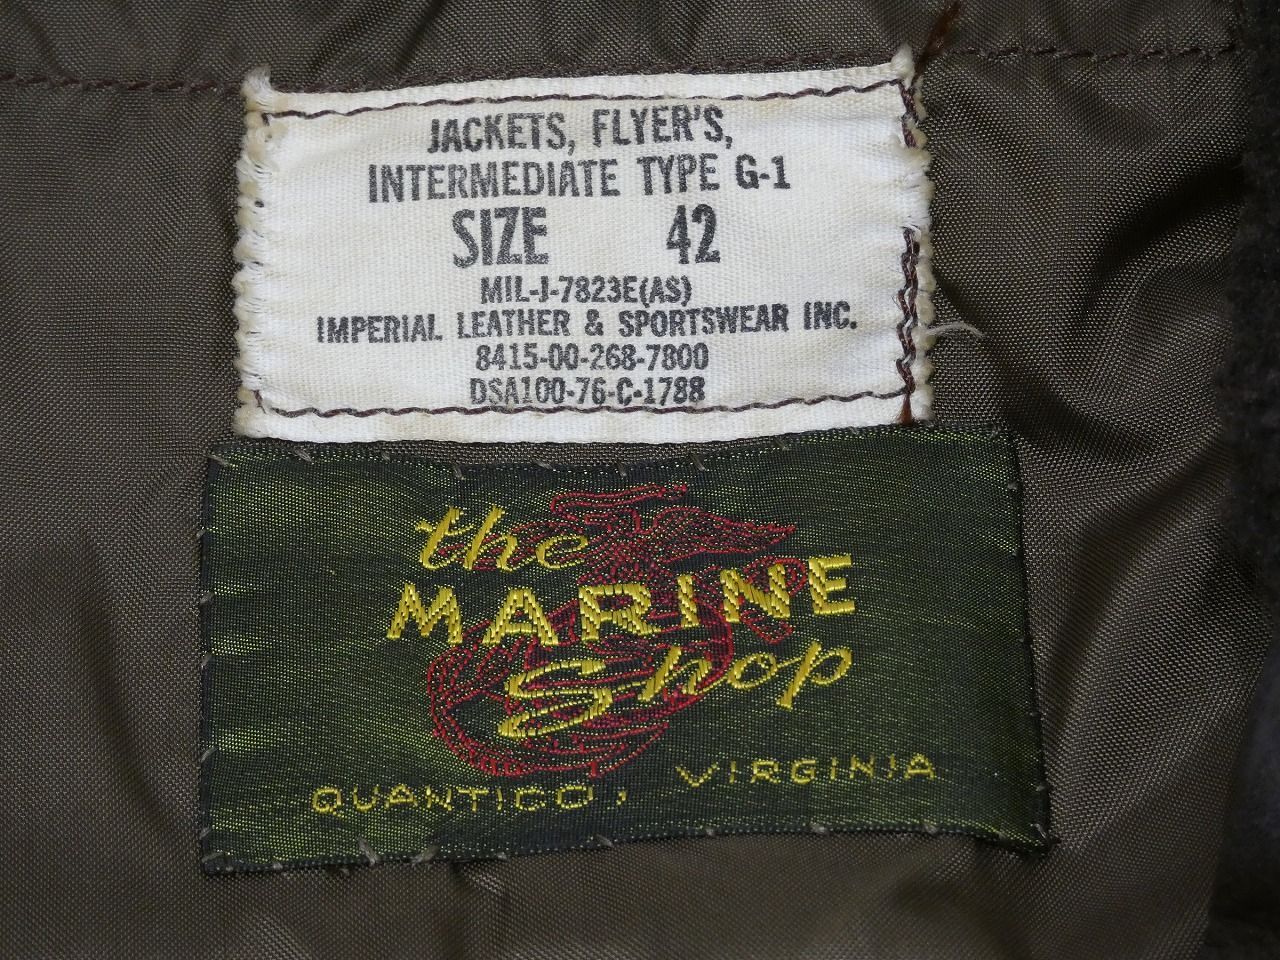 JACKETS, FLYER'S,
INTERMEDIATE TYPE G-1
SIZE 42
MIL-J-7823E(AS)
IMPERIAL LEATHER & SPORTSWEAR INC.
8415-00-268-7800
DSA100-76-C-1788
the
MARINE
Shop
QUANTICO, VIRGINIA